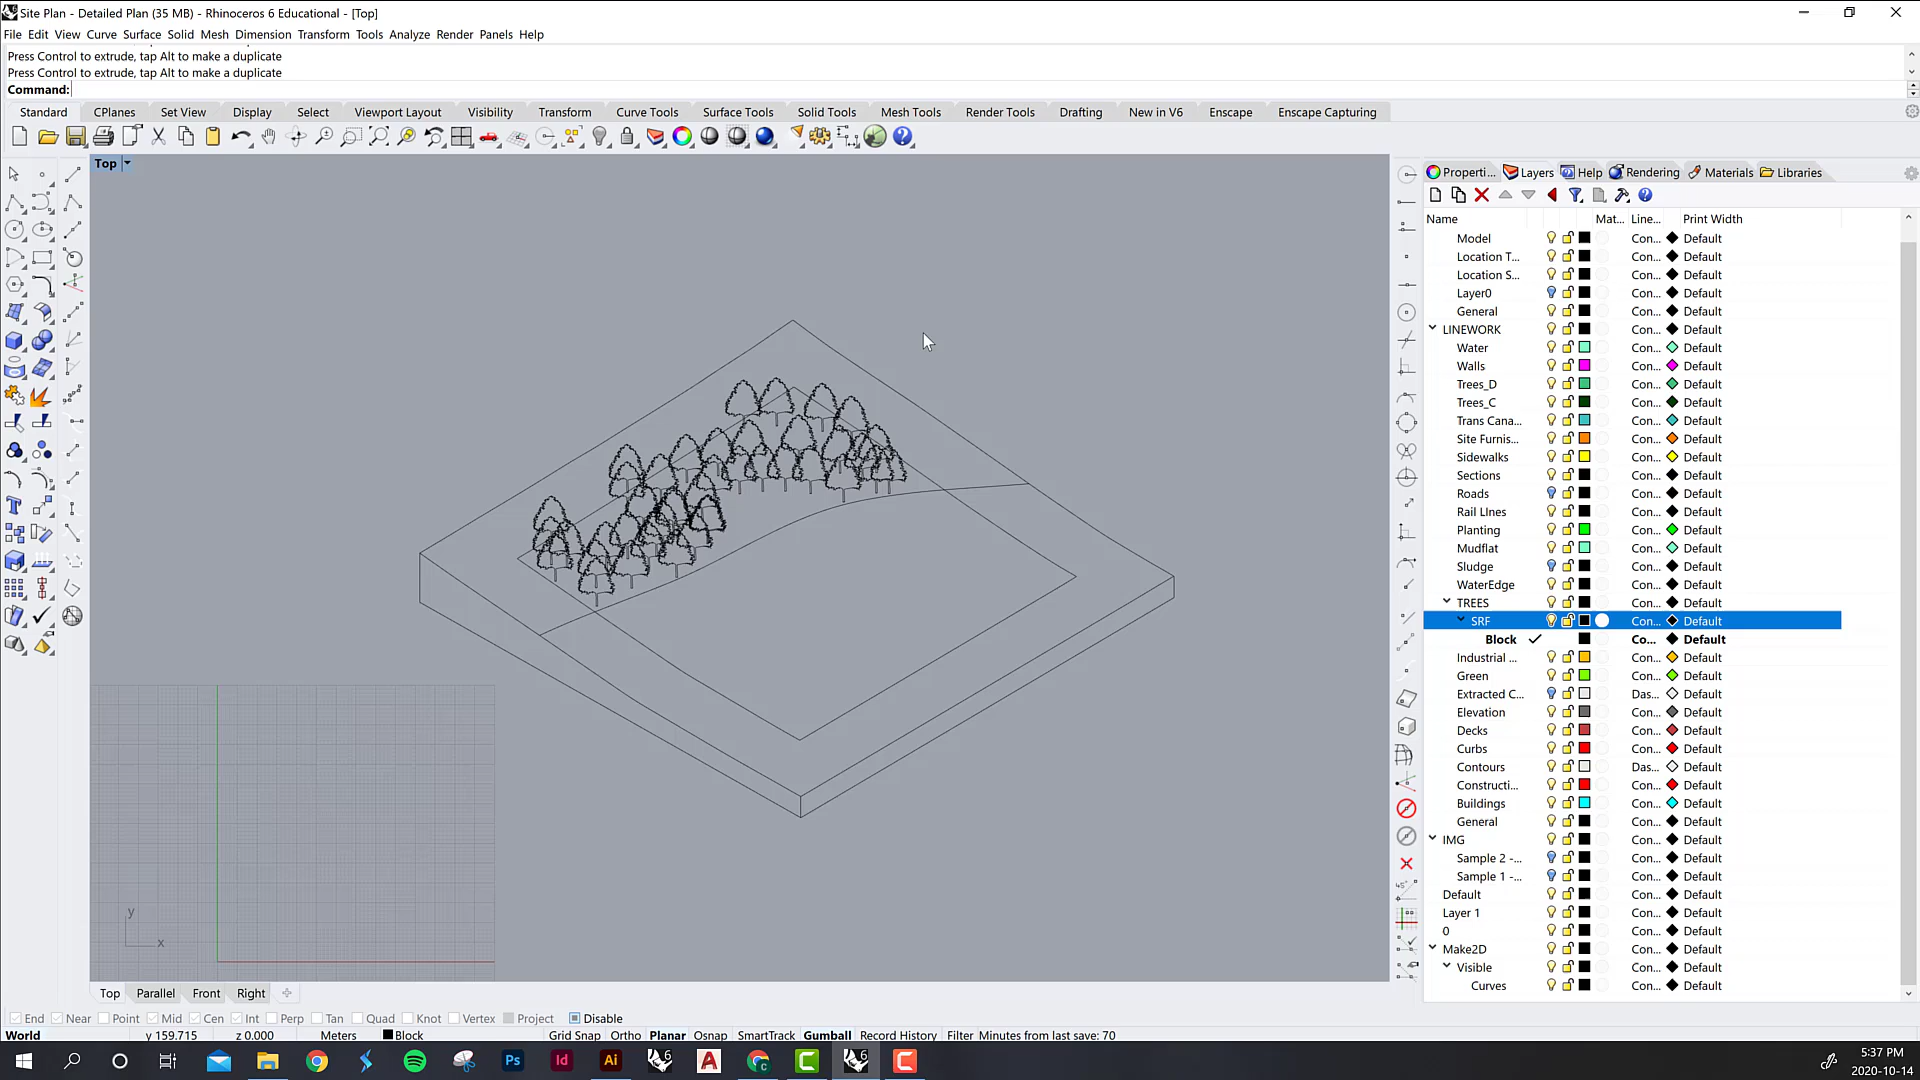 Site Plan - Detailed Plan (35 MB) - Rhinoceros 6 Educational - [Top]
File Edit View Curve Surface Solid Mesh Dimension Transform Tools Analyze Render Panels Help
Press Control to extrude, tap Alt to make a duplicate
Press Control to extrude, tap Alt to make a duplicate
Command:
Standard CPlanes Set View Display Select Viewport Layout Visibility Transform Curve Tools Surface Tools Solid Tools Mesh Tools Render Tools Drafting New in V6 Enscape Enscape Capturing
Top
Properti... Layers Help Rendering Materials Libraries
Name Mat... Line... Print Width
Model Con... Default
Location T... Con... Default
Location S... Con... Default
Layer0 Con... Default
General Con... Default
LINEWORK Con... Default
Water Con... Default
Walls Con... Default
Trees_D Con... Default
Trees_C Con... Default
Trans Cana... Con... Default
Site Furnis... Con... Default
Sidewalks Con... Default
Sections Con... Default
Roads Con... Default
Rail LInes Con... Default
Planting Con... Default
Mudflat Con... Default
Sludge Con... Default
WaterEdge Con... Default
TREES Con... Default
SRF Con... Default
Block Co... Default
Industrial ... Con... Default
Green Con... Default
Extracted C... Das... Default
Elevation Con... Default
Decks Con... Default
Curbs Con... Default
Contours Das... Default
Constructi... Con... Default
Buildings Con... Default
General Con... Default
IMG Con... Default
Sample 2 -... Con... Default
Sample 1 -... Con... Default
Default Con... Default
Layer 1 Con... Default
0 Con... Default
Make2D Con... Default
Visible Con... Default
Curves Con... Default
y
x
Top Parallel Front Right
End Near Point Mid Cen Int Perp Tan Quad Knot Vertex Project Disable
World y 159.715 z 0.000 Meters Block Grid Snap Ortho Planar Osnap SmartTrack Gumball Record History Filter Minutes from last save: 70
Ps Id Ai 6 A C C 6 C
5:37 PM
2020-10-14